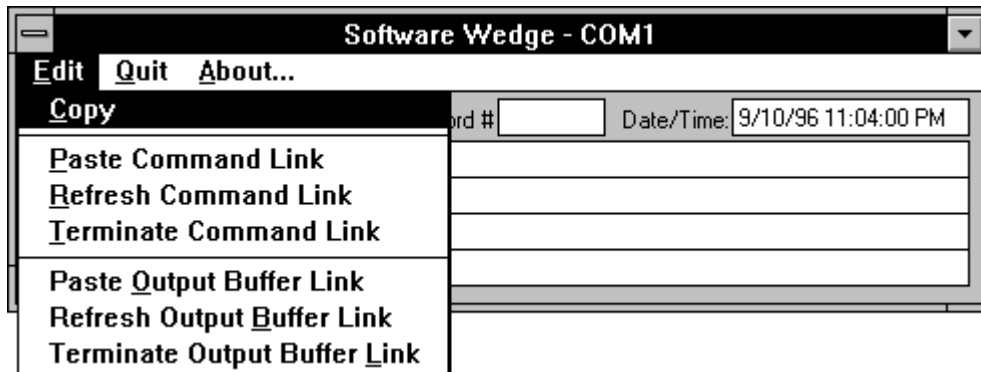 Software Wedge - COM1
Edit Quit About...
Copy
ord # Date/Time: 9/10/96 11:04:00 PM
Paste Command Link
Refresh Command Link
Terminate Command Link
Paste Output Buffer Link
Refresh Output Buffer Link
Terminate Output Buffer Link